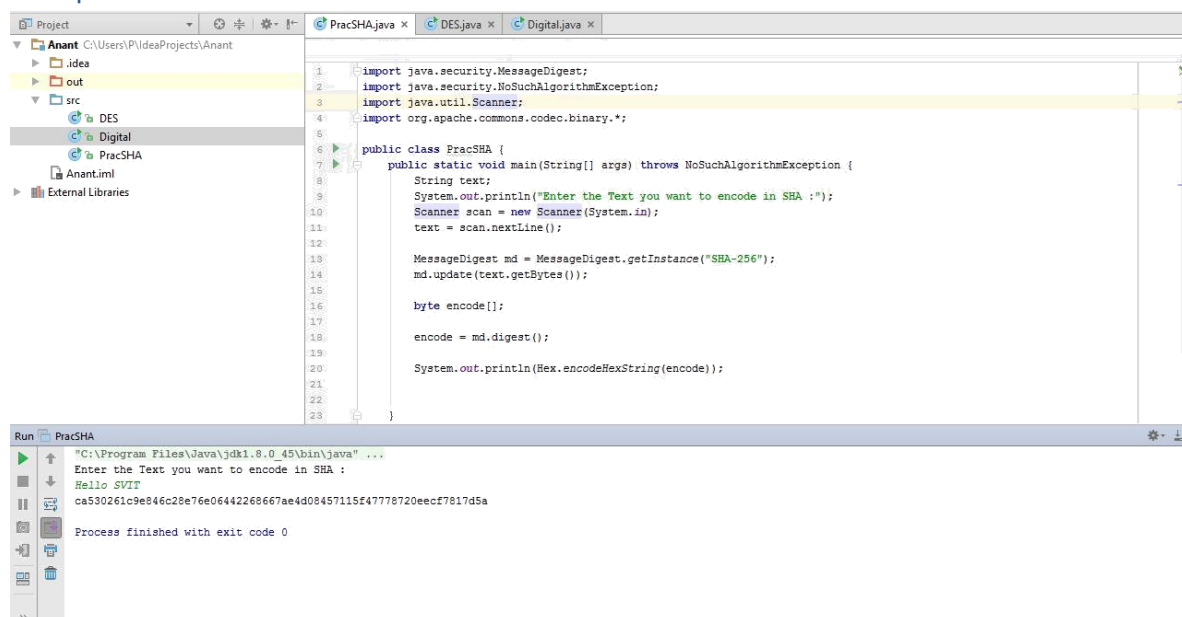 Project
PracSHA.java × DES.java × Digital.java ×
Anant C:\Users\P\IdeaProjects\Anant
.idea
out
src
DES
Digital
PracSHA
Anant.iml
External Libraries
1 import java.security.MessageDigest;
2 import java.security.NoSuchAlgorithmException;
3 import java.util.Scanner;
4 import org.apache.commons.codec.binary.*;
5
6 public class PracSHA {
7 public static void main(String[] args) throws NoSuchAlgorithmException {
8 String text;
9 System.out.println("Enter the Text you want to encode in SHA :");
10 Scanner scan = new Scanner(System.in);
11 text = scan.nextLine();
12
13 MessageDigest md = MessageDigest.getInstance("SHA-256");
14 md.update(text.getBytes());
15
16 byte encode[];
17
18 encode = md.digest();
19
20 System.out.println(Hex.encodeHexString(encode));
21
22
23 }
Run PracSHA
"C:\Program Files\Java\jdk1.8.0_45\bin\java" ...
Enter the Text you want to encode in SHA :
Hello SVIT
ca530261c9e846c28e76e06442268667ae4d08457115f47778720eecf7817d5a
Process finished with exit code 0